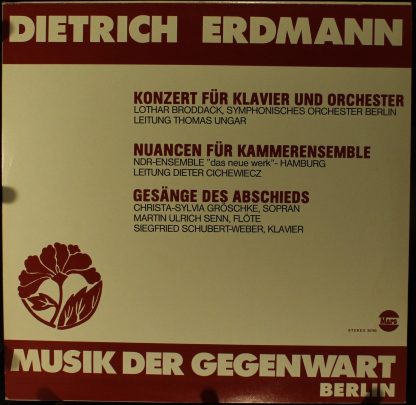 DIETRICH ERDMANN
KONZERT FÜR KLAVIER UND ORCHESTER
LOTHAR BRODDACK, SYMPHONISCHES ORCHESTER BERLIN
LEITUNG THOMAS UNGAR
NUANCEN FÜR KAMMERENSEMBLE
NDR-ENSEMBLE "das neue werk"- HAMBURG
LEITUNG DIETER CICHEWIECZ
GESÄNGE DES ABSCHIEDS
CHRISTA-SYLVIA GRÖSCHKE, SOPRAN
MARTIN ULRICH SENN, FLÖTE
SIEGFRIED SCHUBERT-WEBER, KLAVIER
Mars
STEREO
MUSIK DER GEGENWART
BERLIN